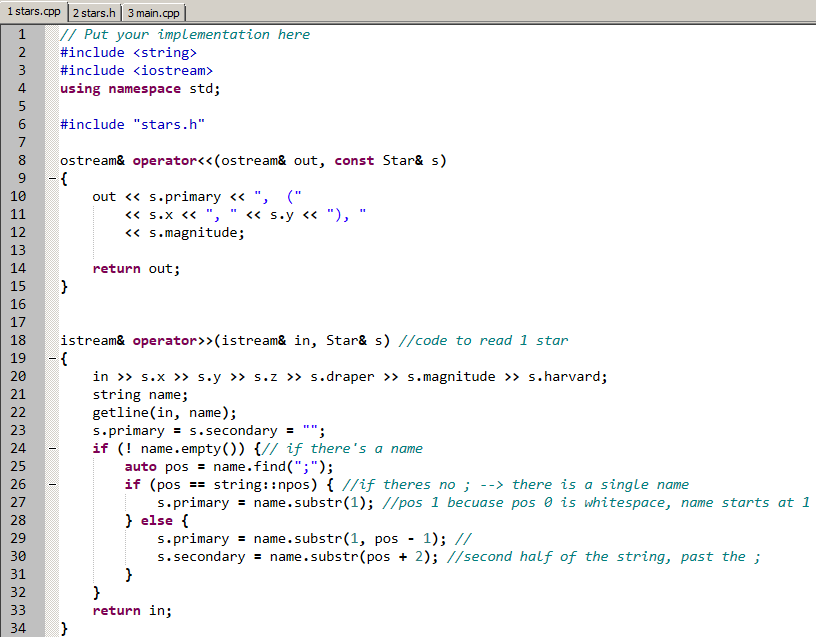 1 stars.cpp 2 stars.h 3 main.cpp
1 // Put your implementation here
2 #include <string>
3 #include <iostream>
4 using namespace std;
5
6 #include "stars.h"
7
8 ostream& operator<<(ostream& out, const Star& s)
9 {
10     out << s.primary << ",  ("
11         << s.x << ", " << s.y << "), "
12         << s.magnitude;
13
14     return out;
15 }
16
17
18 istream& operator>>(istream& in, Star& s) //code to read 1 star
19 {
20     in >> s.x >> s.y >> s.z >> s.draper >> s.magnitude >> s.harvard;
21     string name;
22     getline(in, name);
23     s.primary = s.secondary = "";
24     if (! name.empty()) {// if there's a name
25         auto pos = name.find(";");
26         if (pos == string::npos) { //if theres no ; --> there is a single name
27             s.primary = name.substr(1); //pos 1 becuase pos 0 is whitespace, name starts at 1
28         } else {
29             s.primary = name.substr(1, pos - 1); //
30             s.secondary = name.substr(pos + 2); //second half of the string, past the ;
31         }
32     }
33     return in;
34 }